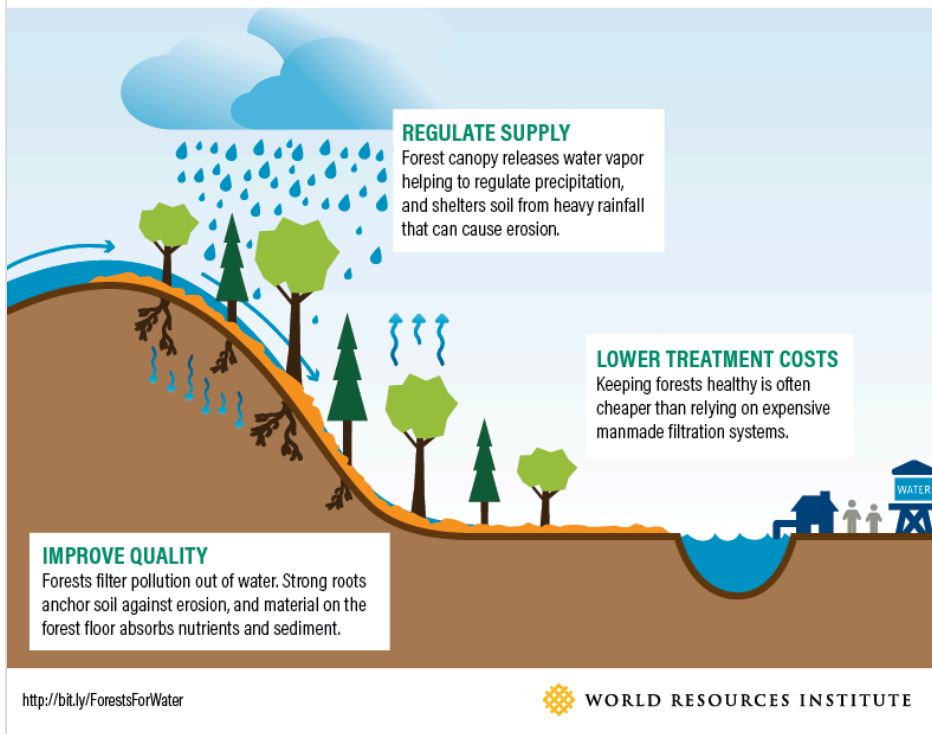 REGULATE SUPPLY
Forest canopy releases water vapor
helping to regulate precipitation,
and shelters soil from heavy rainfall
that can cause erosion.
LOWER TREATMENT COSTS
Keeping forests healthy is often
cheaper than relying on expensive
manmade filtration systems.
WATER
IMPROVE QUALITY
Forests filter pollution out of water. Strong roots
anchor soil against erosion, and material on the
forest floor absorbs nutrients and sediment.
http://bit.ly/ForestsForWater
WORLD RESOURCES INSTITUTE